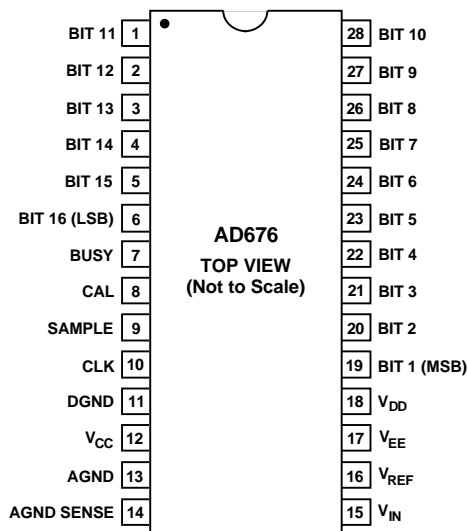 BIT 11 1 28 BIT 10
BIT 12 2 27 BIT 9
BIT 13 3 26 BIT 8
BIT 14 4 25 BIT 7
BIT 15 5 24 BIT 6
BIT 16 (LSB) 6 23 BIT 5
AD676
BUSY 7 22 BIT 4
TOP VIEW
(Not to Scale)
CAL 8 21 BIT 3
SAMPLE 9 20 BIT 2
CLK 10 19 BIT 1 (MSB)
DGND 11 18 VDD
VCC 12 17 VEE
AGND 13 16 VREF
AGND SENSE 14 15 VIN